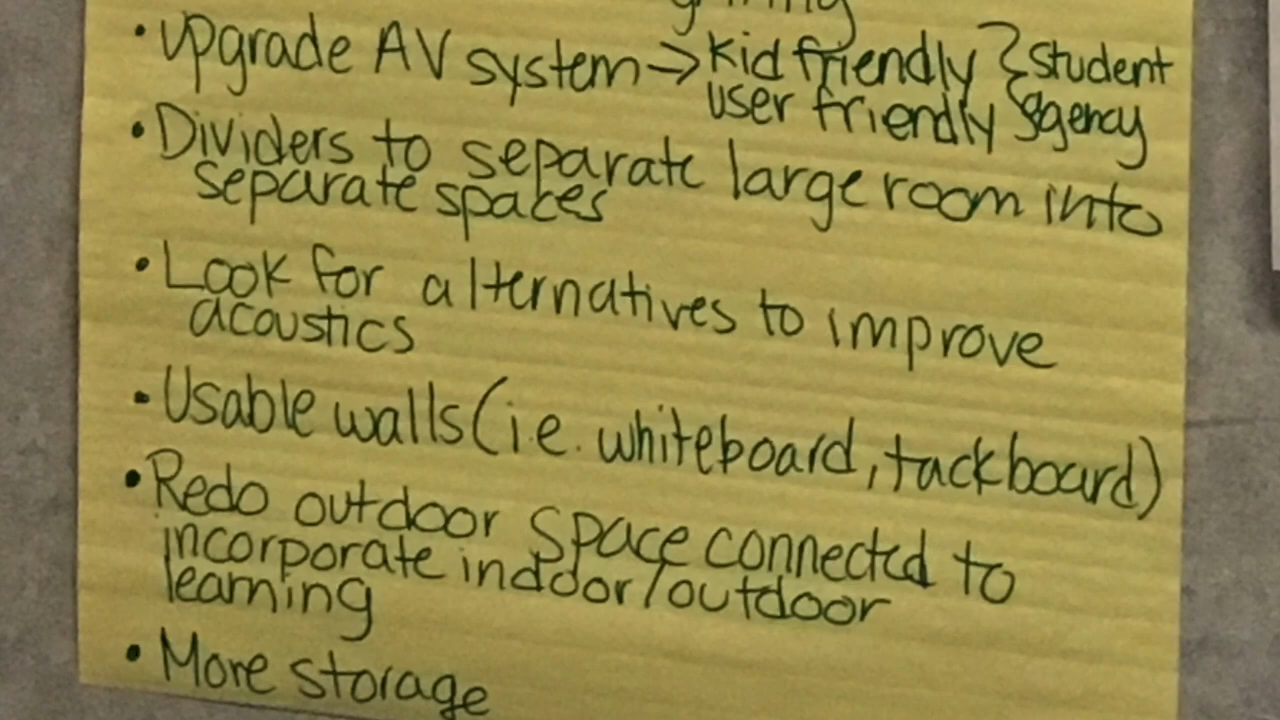 • Upgrade AV system → kid friendly } student
user friendly } agency
• Dividers to separate large room into
separate spaces
• Look for alternatives to improve
acoustics
• Usable walls (i.e. whiteboard, tackboard)
• Redo outdoor space connected to
incorporate indoor/outdoor
learning
• More storage